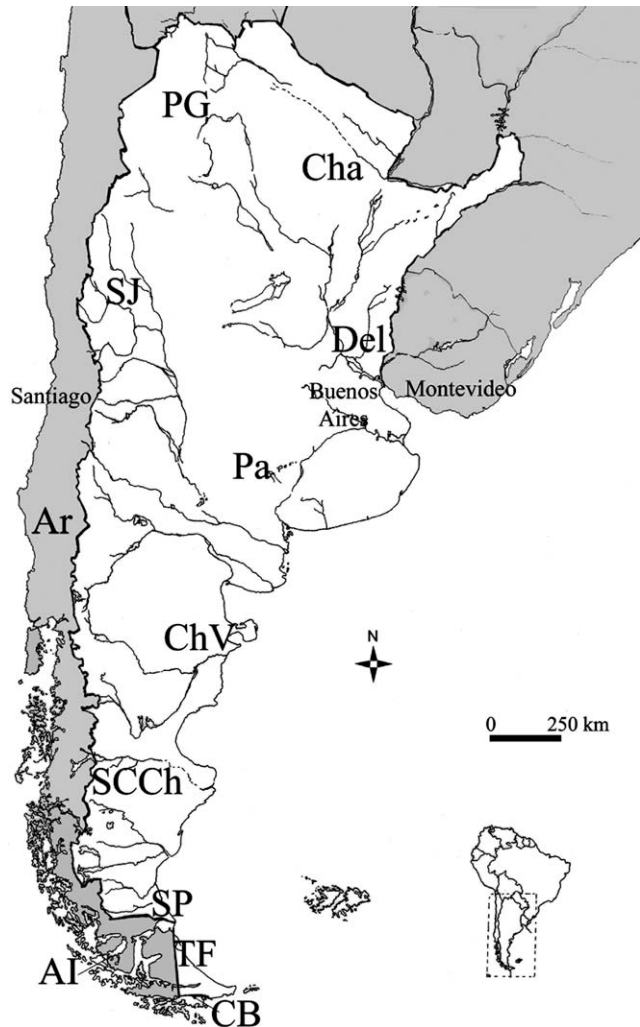 PG
Cha
SJ
Del
Santiago
Buenos
Aires
Montevideo
Pa
Ar
ChV
N
0 250 km
SCCh
SP
TF
AI
CB